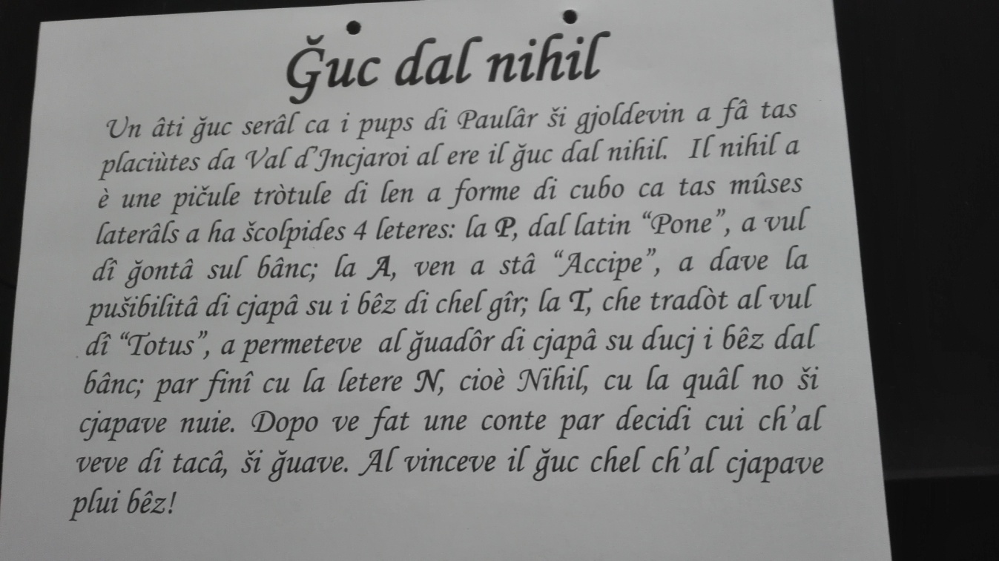 Ğuc dal nihil
Un âti ğuc serâl ca i pups di Paulâr ši gjoldevin a fâ tas
placiùtes da Val d’Incjaroi al ere il ğuc dal nihil. Il nihil a
è une pičule tròtule di len a forme di cubo ca tas mûses
laterâls a ha šcolpides 4 leteres: la P, dal latin “Pone”, a vul
dî ğontâ sul bânc; la A, ven a stâ “Accipe”, a dave la
pušibilitâ di cjapâ su i bêz di chel gîr; la T, che tradòt al vul
dî “Totus”, a permeteve al ğuadôr di cjapâ su ducj i bêz dal
bânc; par finî cu la letere N, cioè Nihil, cu la quâl no ši
cjapave nuie. Dopo ve fat une conte par decidi cui ch’al
veve di tacâ, ši ğuave. Al vinceve il ğuc chel ch’al cjapave
plui bêz!